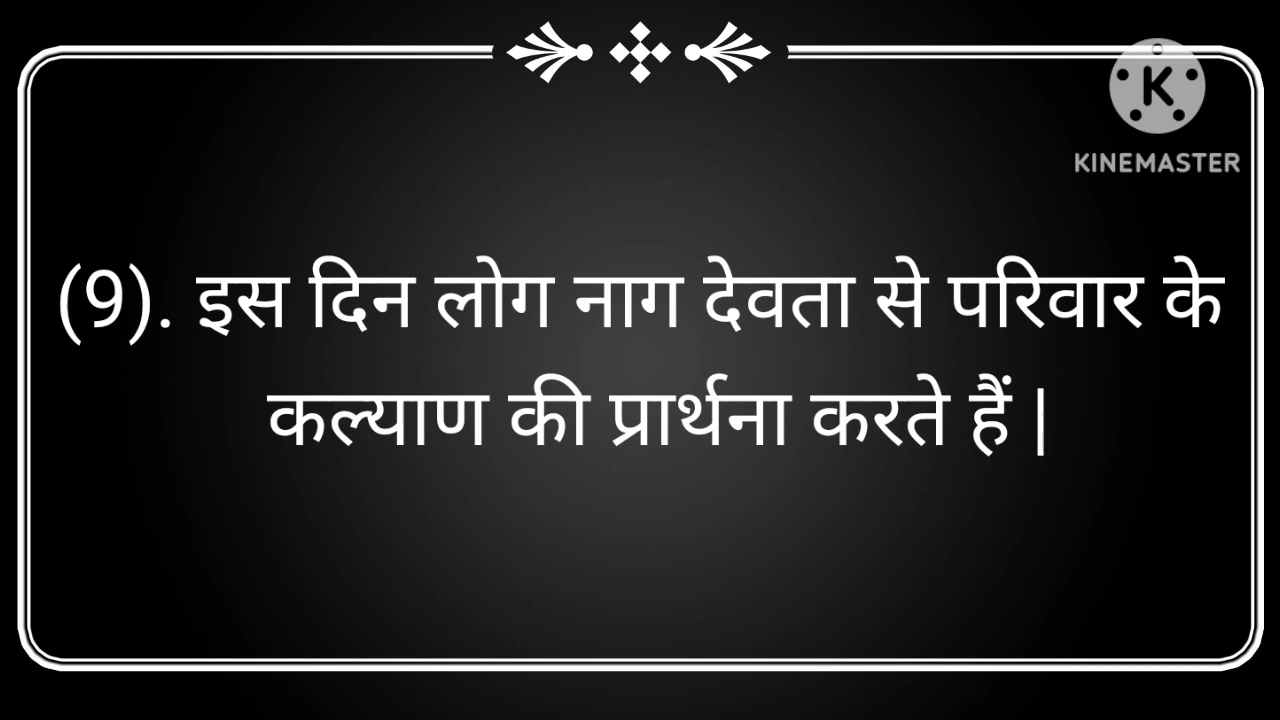 KINEMASTER
(9). इस दिन लोग नाग देवता से परिवार के
कल्याण की प्रार्थना करते हैं |